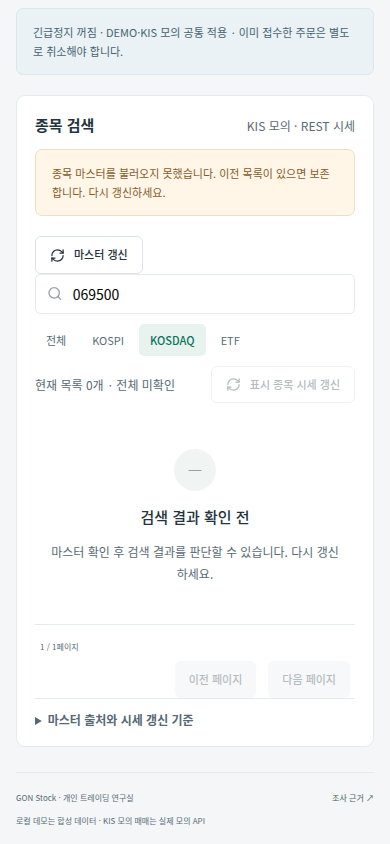 긴급정지 꺼짐 · DEMO·KIS 모의 공통 적용 · 이미 접수한 주문은 별도
로 취소해야 합니다.
종목 검색
KIS 모의 · REST 시세
종목 마스터를 불러오지 못했습니다. 이전 목록이 있으면 보존
합니다. 다시 갱신하세요.
마스터 갱신
069500
전체 KOSPI KOSDAQ ETF
현재 목록 0개 · 전체 미확인
표시 종목 시세 갱신
—
검색 결과 확인 전
마스터 확인 후 검색 결과를 판단할 수 있습니다. 다시 갱신
하세요.
1 / 1페이지
이전 페이지 다음 페이지
▶ 마스터 출처와 시세 갱신 기준
GON Stock · 개인 트레이딩 연구실
조사 근거 ↗
로컬 데모는 합성 데이터 · KIS 모의 매매는 실제 모의 API